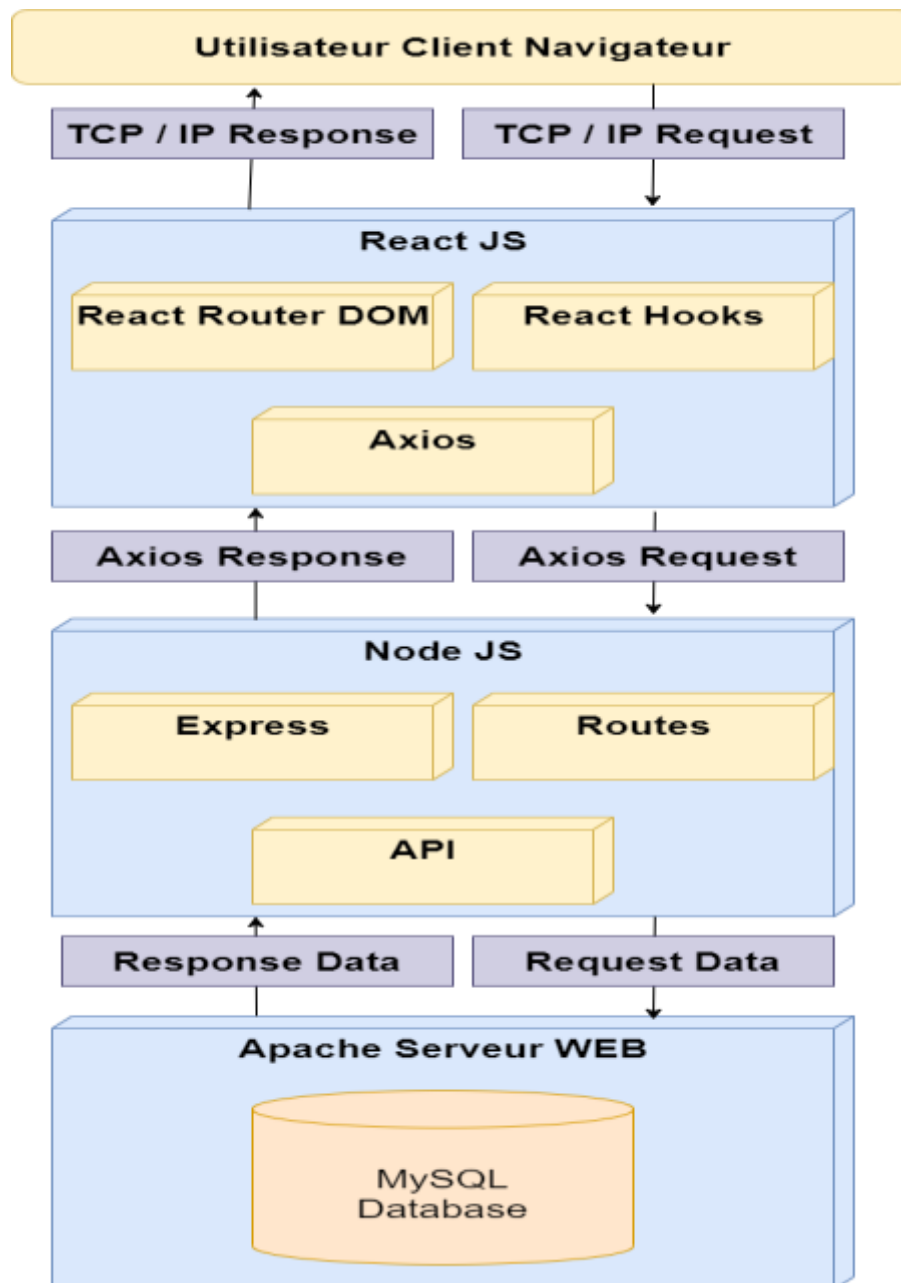 Utilisateur Client Navigateur
TCP / IP Response
TCP / IP Request
React JS
React Router DOM
React Hooks
Axios
Axios Response
Axios Request
Node JS
Express
Routes
API
Response Data
Request Data
Apache Serveur WEB
MySQL
Database